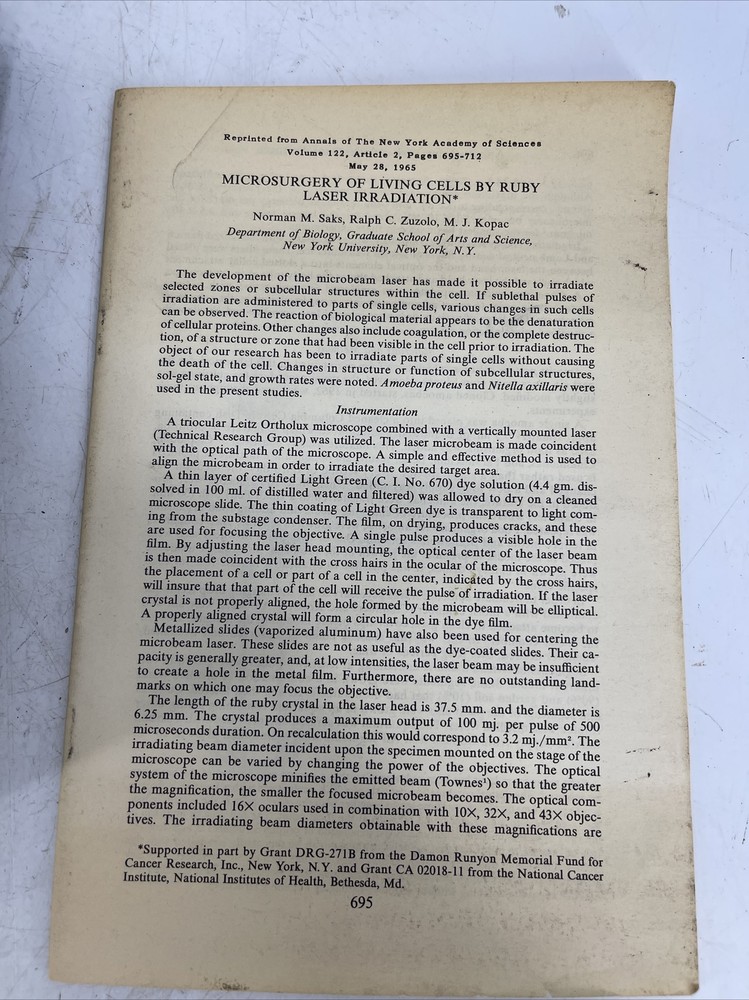 Reprinted from Annals of The New York Academy of Sciences
Volume 122, Article 2, Pages 695-712
May 28, 1965
MICROSURGERY OF LIVING CELLS BY RUBY
LASER IRRADIATION*
Norman M. Saks, Ralph C. Zuzolo, M. J. Kopac
Department of Biology, Graduate School of Arts and Science,
New York University, New York, N.Y.
The development of the microbeam laser has made it possible to irradiate
selected zones or subcellular structures within the cell. If sublethal pulses of
irradiation are administered to parts of single cells, various changes in such cells
can be observed. The reaction of biological material appears to be the denaturation
of cellular proteins. Other changes also include coagulation, or the complete destruc-
tion, of a structure or zone that had been visible in the cell prior to irradiation. The
object of our research has been to irradiate parts of single cells without causing
the death of the cell. Changes in structure or function of subcellular structures,
sol-gel state, and growth rates were noted. Amoeba proteus and Nitella axillaris were
used in the present studies.
Instrumentation
A triocular Leitz Ortholux microscope combined with a vertically mounted laser
(Technical Research Group) was utilized. The laser microbeam is made coincident
with the optical path of the microscope. A simple and effective method is used to
align the microbeam in order to irradiate the desired target area.
A thin layer of certified Light Green (C. I. No. 670) dye solution (4.4 gm. dis-
solved in 100 ml. of distilled water and filtered) was allowed to dry on a cleaned
microscope slide. The thin coating of Light Green dye is transparent to light com-
ing from the substage condenser. The film, on drying, produces cracks, and these
are used for focusing the objective. A single pulse produces a visible hole in the
film. By adjusting the laser head mounting, the optical center of the laser beam
is then made coincident with the cross hairs in the ocular of the microscope. Thus
the placement of a cell or part of a cell in the center, indicated by the cross hairs,
will insure that that part of the cell will receive the pulse of irradiation. If the laser
crystal is not properly aligned, the hole formed by the microbeam will be elliptical.
A properly aligned crystal will form a circular hole in the dye film.
Metallized slides (vaporized aluminum) have also been used for centering the
microbeam laser. These slides are not as useful as the dye-coated slides. Their ca-
pacity is generally greater, and, at low intensities, the laser beam may be insufficient
to create a hole in the metal film. Furthermore, there are no outstanding land-
marks on which one may focus the objective.
The length of the ruby crystal in the laser head is 37.5 mm. and the diameter is
6.25 mm. The crystal produces a maximum output of 100 mj. per pulse of 500
microseconds duration. On recalculation this would correspond to 3.2 mj./mm². The
irradiating beam diameter incident upon the specimen mounted on the stage of the
microscope can be varied by changing the power of the objectives. The optical
system of the microscope minifies the emitted beam (Townes¹) so that the greater
the magnification, the smaller the focused microbeam becomes. The optical com-
ponents included 16× oculars used in combination with 10×, 32×, and 43× objec-
tives. The irradiating beam diameters obtainable with these magnifications are
*Supported in part by Grant DRG-271B from the Damon Runyon Memorial Fund for
Cancer Research, Inc., New York, N.Y. and Grant CA 02018-11 from the National Cancer
Institute, National Institutes of Health, Bethesda, Md.
695